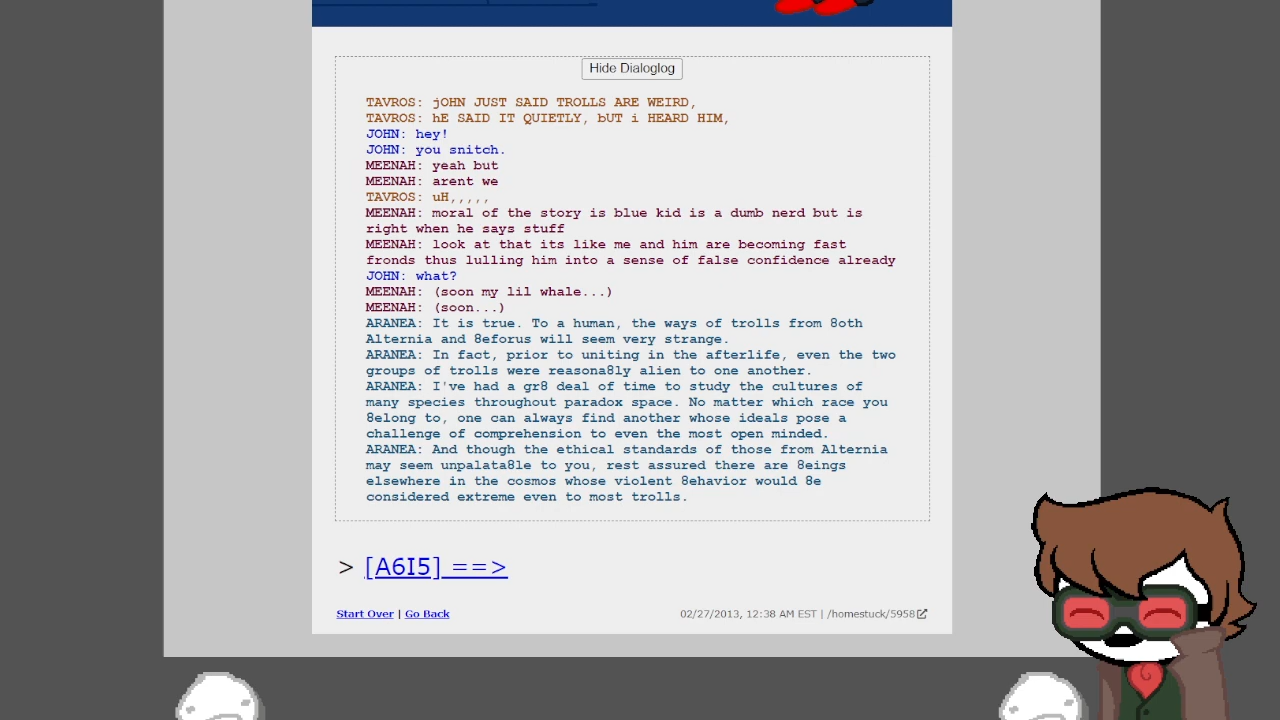 Hide Dialoglog
TAVROS: jOHN JUST SAID TROLLS ARE WEIRD,
TAVROS: hE SAID IT QUIETLY, bUT i HEARD HIM,
JOHN: hey!
JOHN: you snitch.
MEENAH: yeah but
MEENAH: arent we
TAVROS: uH,,,,,
MEENAH: moral of the story is blue kid is a dumb nerd but is
right when he says stuff
MEENAH: look at that its like me and him are becoming fast
fronds thus lulling him into a sense of false confidence already
JOHN: what?
MEENAH: (soon my lil whale...)
MEENAH: (soon...)
ARANEA: It is true. To a human, the ways of trolls from 8oth
Alternia and 8eforus will seem very strange.
ARANEA: In fact, prior to uniting in the afterlife, even the two
groups of trolls were reasona8ly alien to one another.
ARANEA: I've had a gr8 deal of time to study the cultures of
many species throughout paradox space. No matter which race you
8elong to, one can always find another whose ideals pose a
challenge of comprehension to even the most open minded.
ARANEA: And though the ethical standards of those from Alternia
may seem unpalata8le to you, rest assured there are 8eings
elsewhere in the cosmos whose violent 8ehavior would 8e
considered extreme even to most trolls.
> [A6I5] ==>
Start Over | Go Back
02/27/2013, 12:38 AM EST | /homestuck/5958